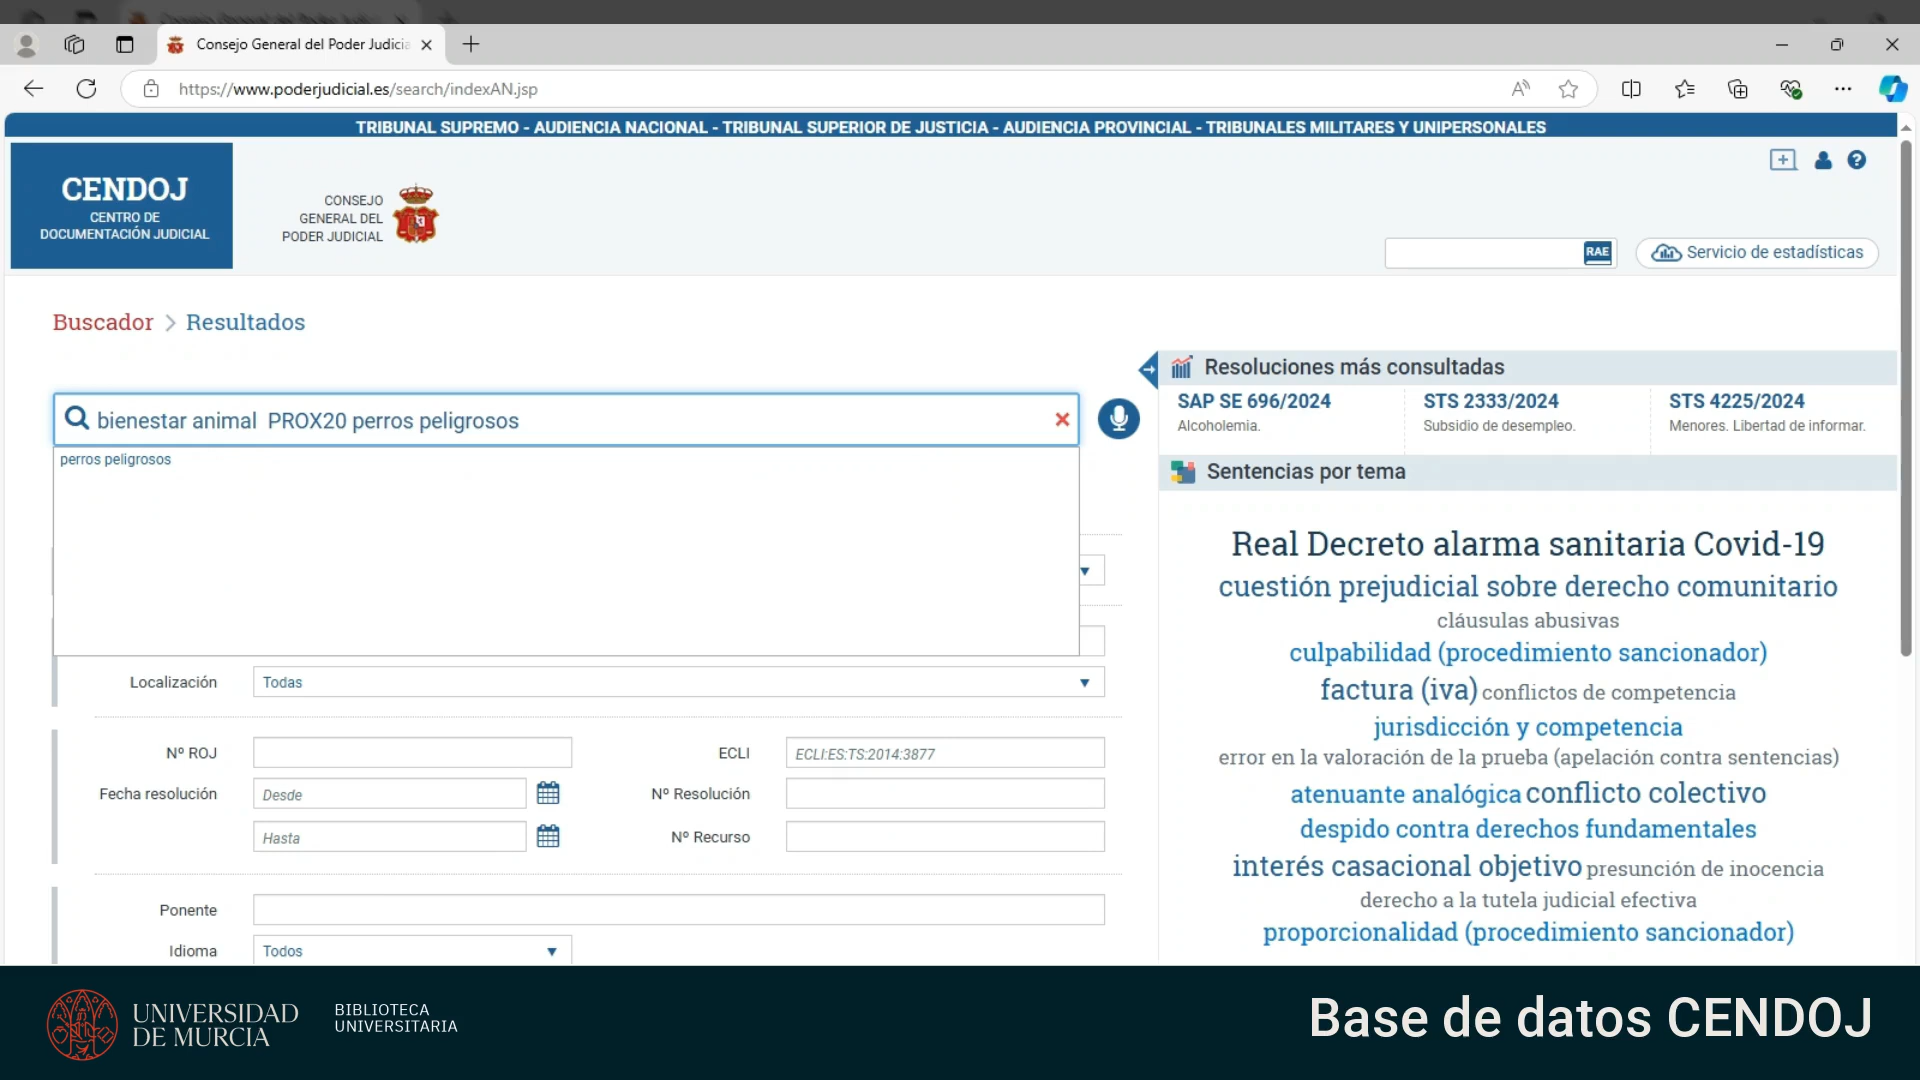 Consejo General del Poder Judicia
https://www.poderjudicial.es/search/indexAN.jsp
TRIBUNAL SUPREMO - AUDIENCIA NACIONAL - TRIBUNAL SUPERIOR DE JUSTICIA - AUDIENCIA PROVINCIAL - TRIBUNALES MILITARES Y UNIPERSONALES
CENDOJ
CENTRO DE
DOCUMENTACIÓN JUDICIAL
CONSEJO
GENERAL DEL
PODER JUDICIAL
RAE
Servicio de estadísticas
Buscador > Resultados
bienestar animal  PROX20 perros peligrosos
perros peligrosos
Localización
Todas
Nº ROJ
ECLI
ECLI:ES:TS:2014:3877
Fecha resolución
Desde
Nº Resolución
Hasta
Nº Recurso
Ponente
Idioma
Todos
Resoluciones más consultadas
SAP SE 696/2024
Alcoholemia.
STS 2333/2024
Subsidio de desempleo.
STS 4225/2024
Menores. Libertad de informar.
Sentencias por tema
Real Decreto alarma sanitaria Covid-19
cuestión prejudicial sobre derecho comunitario
cláusulas abusivas
culpabilidad (procedimiento sancionador)
factura (iva) conflictos de competencia
jurisdicción y competencia
error en la valoración de la prueba (apelación contra sentencias)
atenuante analógica conflicto colectivo
despido contra derechos fundamentales
interés casacional objetivo presunción de inocencia
derecho a la tutela judicial efectiva
proporcionalidad (procedimiento sancionador)
UNIVERSIDAD
DE MURCIA
BIBLIOTECA
UNIVERSITARIA
Base de datos CENDOJ